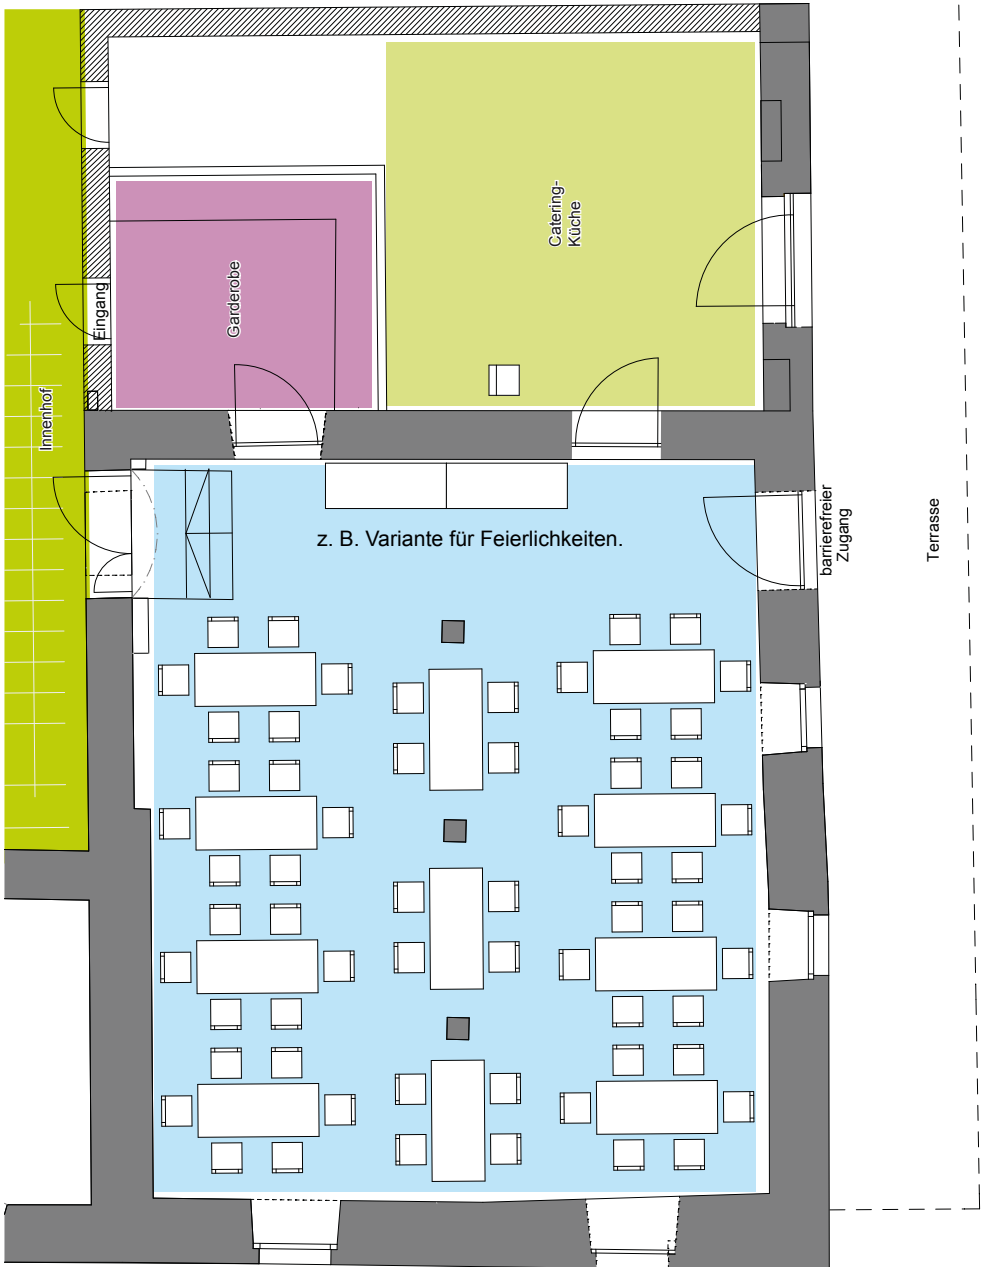 Catering-
Küche
Garderobe
Eingang
Innenhof
z. B. Variante für Feierlichkeiten.
barrierefreier
Zugang
Terrasse